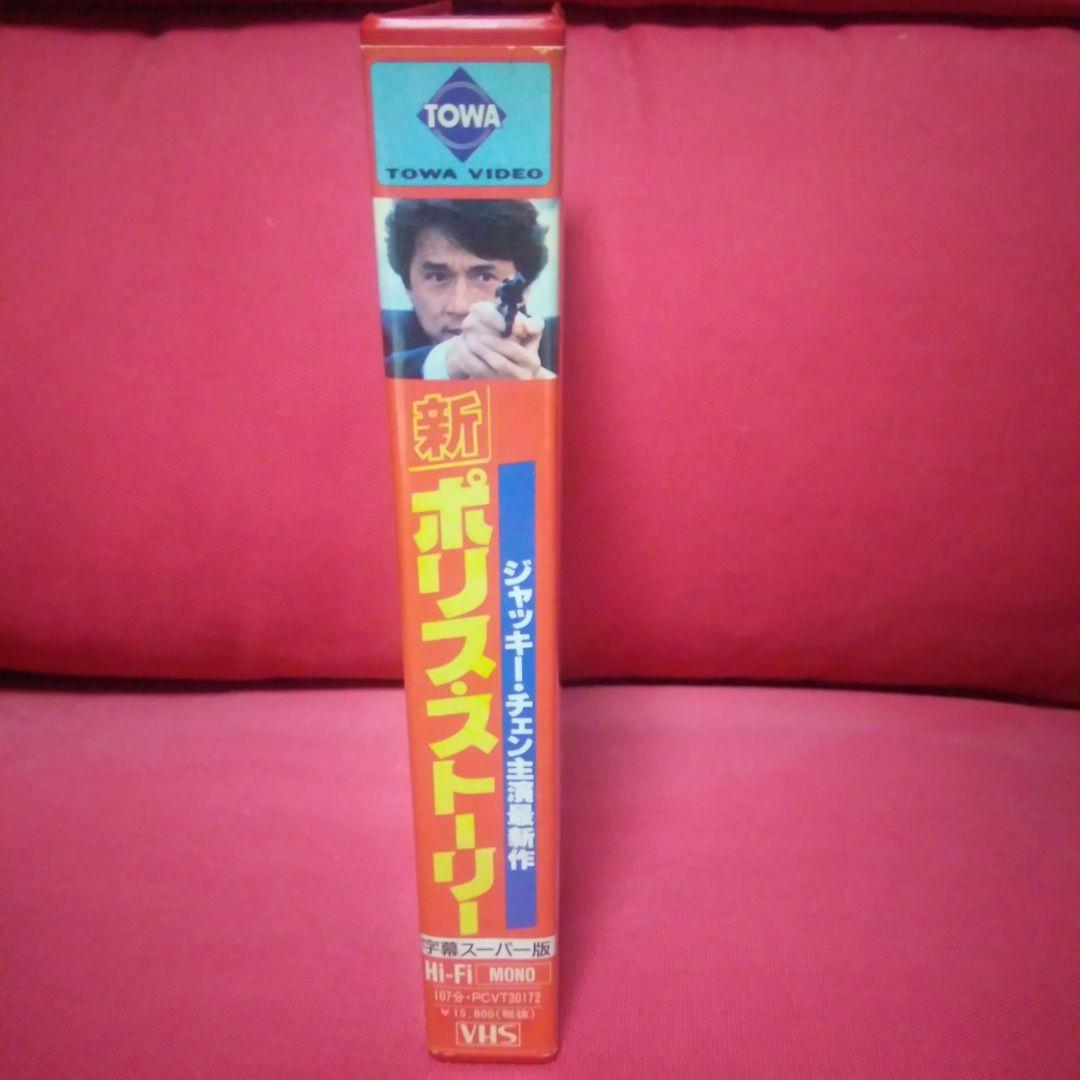 TOWA
TOWA VIDEO
新
ポリス・ストーリー
ジャッキー・チェン主演最新作
字幕スーパー版
Hi-Fi MONO
107分・PCVT30172
¥15,800(税抜)
VHS